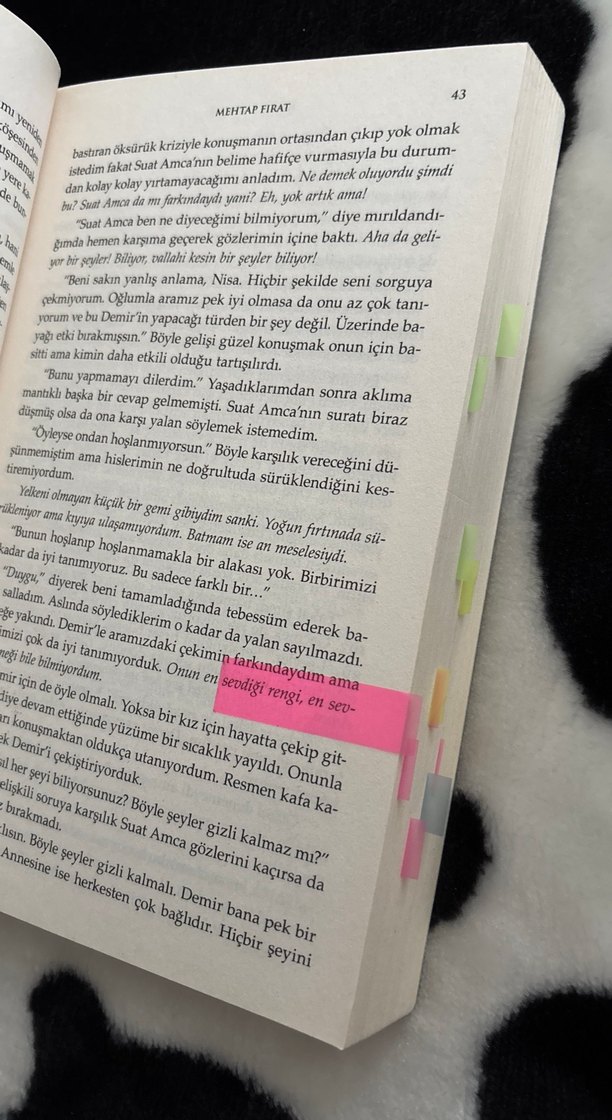 mı yeniden
köşesinden
uşmamak
yere ka-
de bun-
hani
MEHTAP FIRAT
43
bastıran öksürük kriziyle konuşmanın ortasından çıkıp yok olmak
istedim fakat Suat Amca'nın belime hafifçe vurmasıyla bu durum-
dan kolay kolay yırtamayacağımı anladım. Ne demek oluyordu şimdi
bu? Suat Amca da mı farkındaydı yani? Eh, yok artık ama!
"Suat Amca ben ne diyeceğimi bilmiyorum," diye mırıldandı-
ğımda hemen karşıma geçerek gözlerimin içine baktı. Aha da geli-
yor bir şeyler! Biliyor, vallahi kesin bir şeyler biliyor!
"Beni sakın yanlış anlama, Nisa. Hiçbir şekilde seni sorguya
çekmiyorum. Oğlumla aramız pek iyi olmasa da onu az çok tanı-
yorum ve bu Demir'in yapacağı türden bir şey değil. Üzerinde ba-
yağı etki bırakmışsın." Böyle gelişi güzel konuşmak onun için ba-
sitti ama kimin daha etkili olduğu tartışılırdı.
"Bunu yapmamayı dilerdim." Yaşadıklarımdan sonra aklıma
mantıklı başka bir cevap gelmemişti. Suat Amca'nın suratı biraz
düşmüş olsa da ona karşı yalan söylemek istemedim.
"Öyleyse ondan hoşlanmıyorsun." Böyle karşılık vereceğini dü-
şünmemiştim ama hislerimin ne doğrultuda sürüklendiğini kes-
tiremiyordum.
Yelkeni olmayan küçük bir gemi gibiydim sanki. Yoğun fırtınada sü-
rükleniyor ama kıyıya ulaşamıyordum. Batmam ise an meselesiydi.
"Bunun hoşlanıp hoşlanmamakla bir alakası yok. Birbirimizi
kadar da iyi tanımıyoruz. Bu sadece farklı bir..."
"Duygu," diyerek beni tamamladığında tebessüm ederek ba-
salladım. Aslında söylediklerim o kadar da yalan sayılmazdı.
eğe yakındı. Demir'le aramızdaki çekimin farkındaydım ama
imizi çok da iyi tanımıyorduk. Onun en sevdiği rengi, en sev-
neği bile bilmiyordum.
mir için de öyle olmalı. Yoksa bir kız için hayatta çekip git-
diye devam ettiğinde yüzüme bir sıcaklık yayıldı. Onunla
arı konuşmaktan oldukça utanıyordum. Resmen kafa ka-
ek Demir'i çekiştiriyorduk.
sıl her şeyi biliyorsunuz? Böyle şeyler gizli kalmaz mı?"
elişkili soruya karşılık Suat Amca gözlerini kaçırsa da
z bırakmadı.
lısın. Böyle şeyler gizli kalmalı. Demir bana pek bir
Annesine ise herkesten çok bağlıdır. Hiçbir şeyini